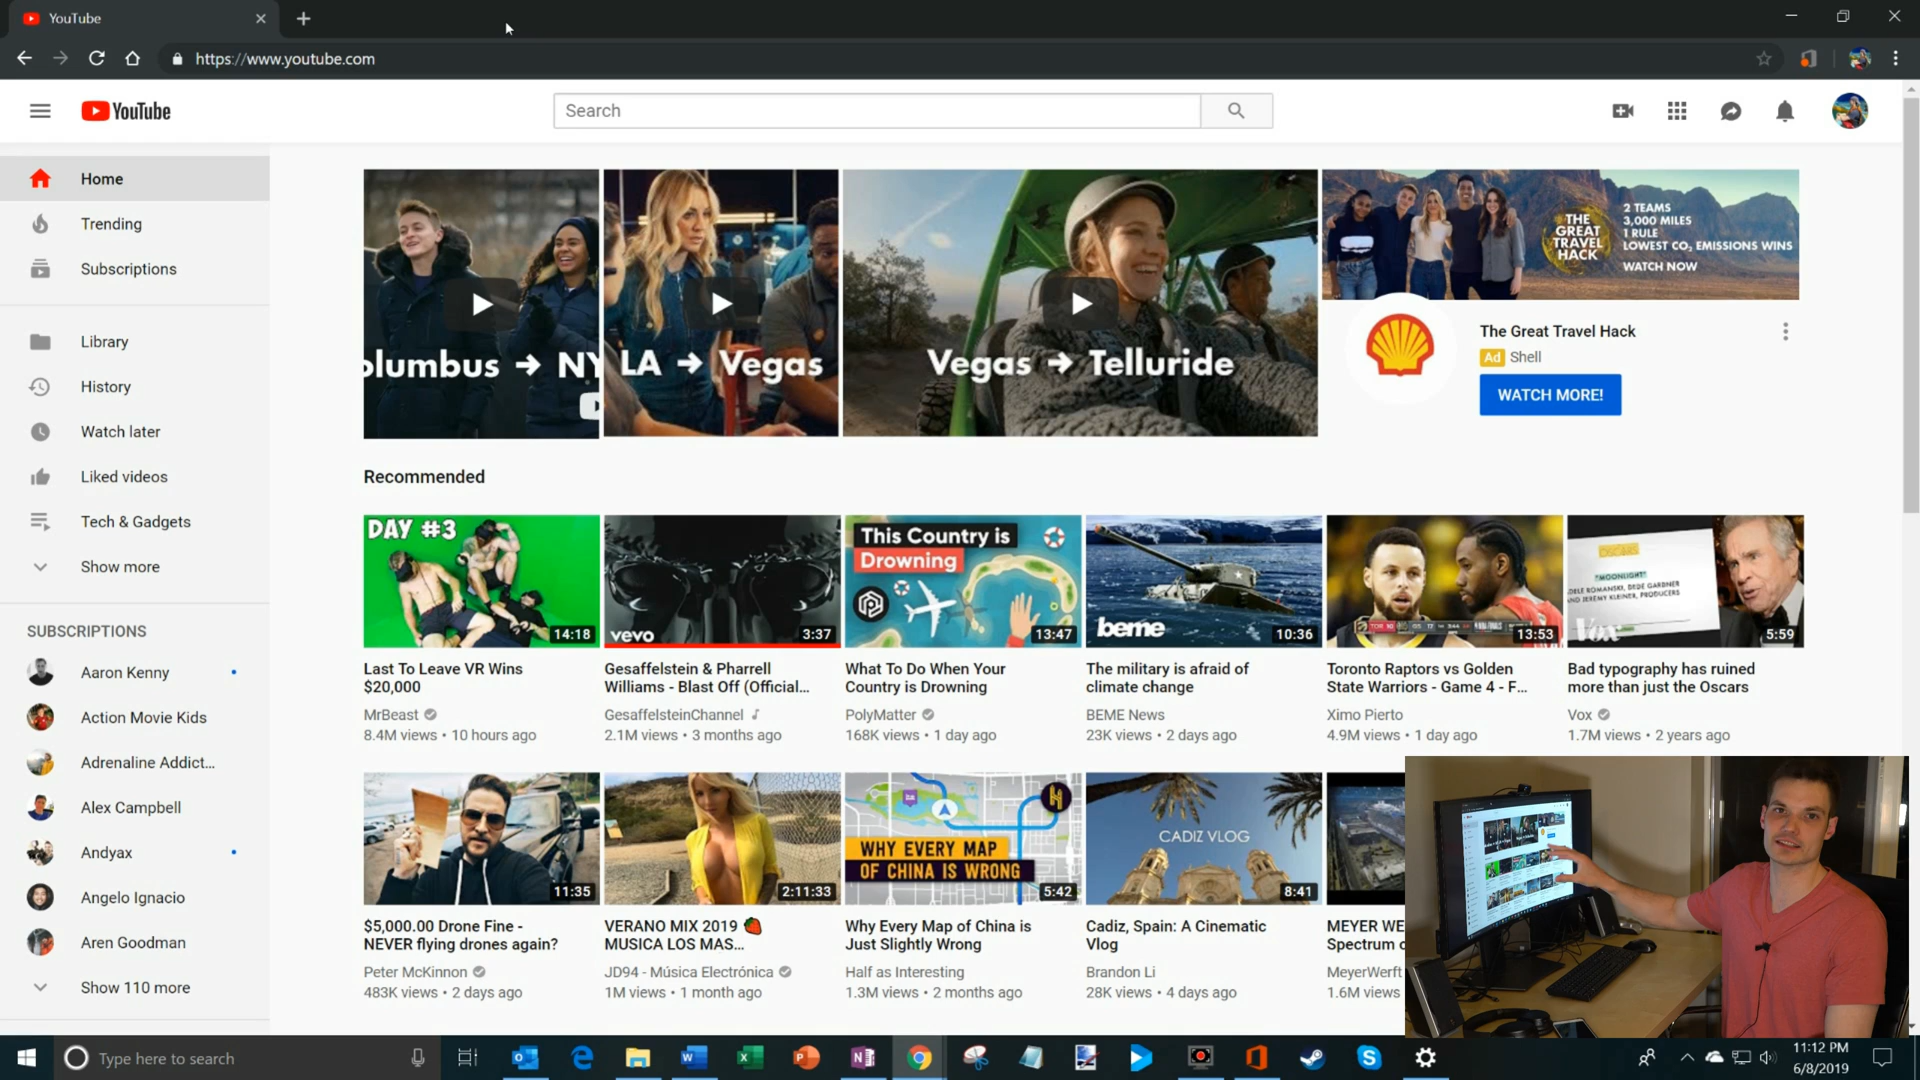 YouTube
https://www.youtube.com
YouTube
Search
Home
Trending
Subscriptions
Library
History
Watch later
Liked videos
Tech & Gadgets
Show more
SUBSCRIPTIONS
Aaron Kenny
Action Movie Kids
Adrenaline Addict...
Alex Campbell
Andyax
Angelo Ignacio
Aren Goodman
Show 110 more
olumbus → NY
LA → Vegas
Vegas → Telluride
THE
GREAT
TRAVEL
HACK
2 TEAMS
3,000 MILES
1 RULE
LOWEST CO₂ EMISSIONS WINS
WATCH NOW
The Great Travel Hack
Ad Shell
WATCH MORE!
Recommended
DAY #3
14:18
Last To Leave VR Wins
$20,000
MrBeast
8.4M views • 10 hours ago
vevo
3:37
Gesaffelstein & Pharrell
Williams - Blast Off (Official...
GesaffelsteinChannel
2.1M views • 3 months ago
This Country is
Drowning
13:47
What To Do When Your
Country is Drowning
PolyMatter
168K views • 1 day ago
beme
10:36
The military is afraid of
climate change
BEME News
23K views • 2 days ago
13:53
Toronto Raptors vs Golden
State Warriors - Game 4 - F...
Ximo Pierto
4.9M views • 1 day ago
OSCARS
"MOONLIGHT"
ADELE ROMANSKI, DEDE GARDNER
AND JEREMY KLEINER, PRODUCERS
Vox
5:59
Bad typography has ruined
more than just the Oscars
Vox
1.7M views • 2 years ago
11:35
$5,000.00 Drone Fine -
NEVER flying drones again?
Peter McKinnon
483K views • 2 days ago
2:11:33
VERANO MIX 2019 🍓
MUSICA LOS MAS...
JD94 - Música Electrónica
1M views • 1 month ago
WHY EVERY MAP
OF CHINA IS WRONG
5:42
Why Every Map of China is
Just Slightly Wrong
Half as Interesting
1.3M views • 2 months ago
CADIZ VLOG
8:41
Cadiz, Spain: A Cinematic
Vlog
Brandon Li
28K views • 4 days ago
MEYER WE
Spectrum o
MeyerWerft
1.6M views
Type here to search
11:12 PM
6/8/2019